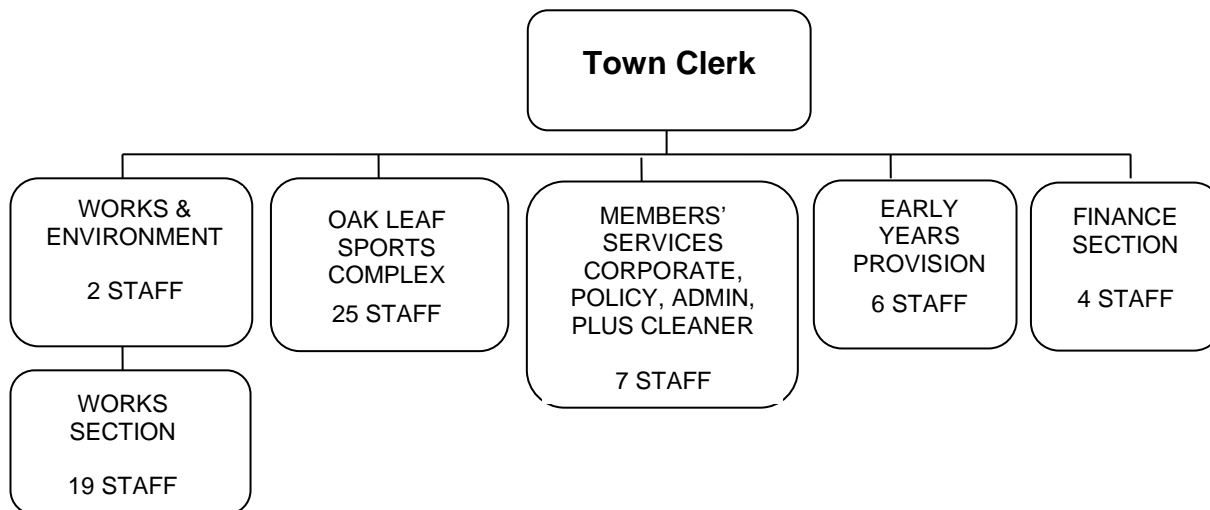 Town Clerk
WORKS &
ENVIRONMENT
2 STAFF
OAK LEAF
SPORTS
COMPLEX
25 STAFF
MEMBERS’
SERVICES
CORPORATE,
POLICY, ADMIN,
PLUS CLEANER
7 STAFF
EARLY
YEARS
PROVISION
6 STAFF
FINANCE
SECTION
4 STAFF
WORKS
SECTION
19 STAFF